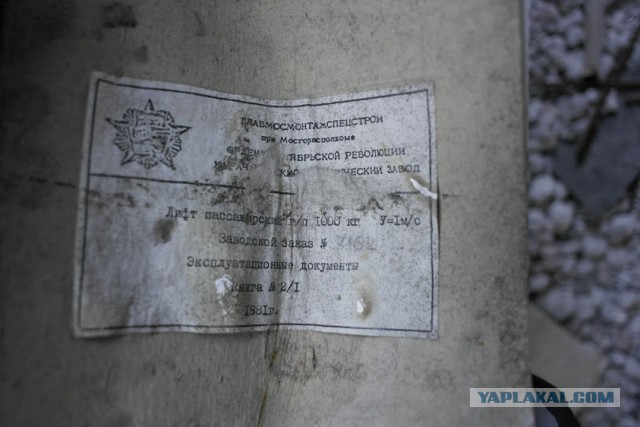 ГЛАВМОСМОНТАЖСПЕЦСТРОЙ
при Мосгорисполкоме
ОКТЯБРЬСКОЙ РЕВОЛЮЦИИ
ЗАВОД
Лифт пассажирский г/п 1000 кг У=1м/с
Заводской заказ №
Эксплуатационные документы
Книга № 2/1
1981г.
YAPLAKAL.COM